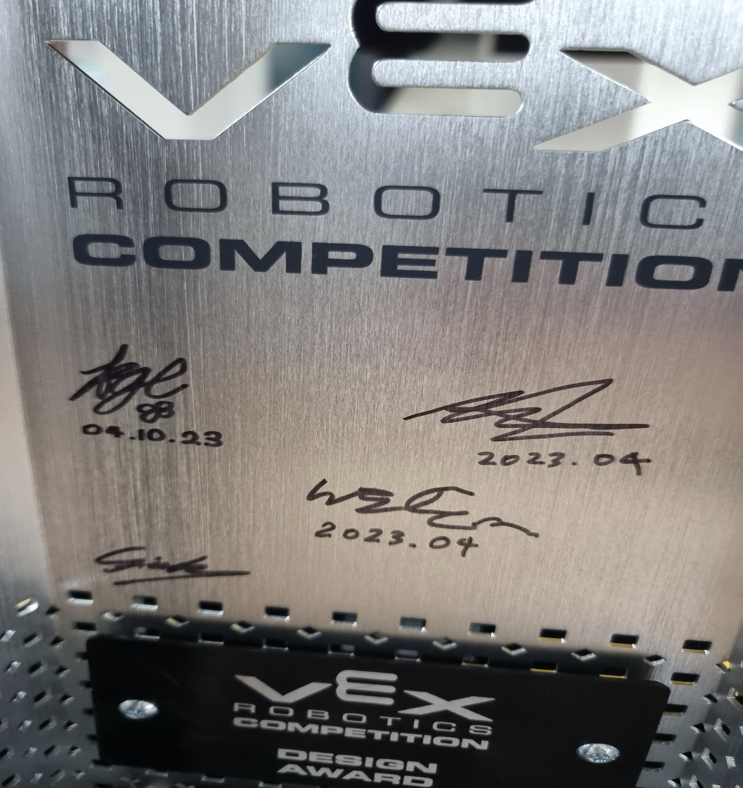 VEX
ROBOTIC
COMPETITION
88
04.10.23
2023.04
2023.04
VEX
ROBOTICS
COMPETITION
DESIGN
AWARD